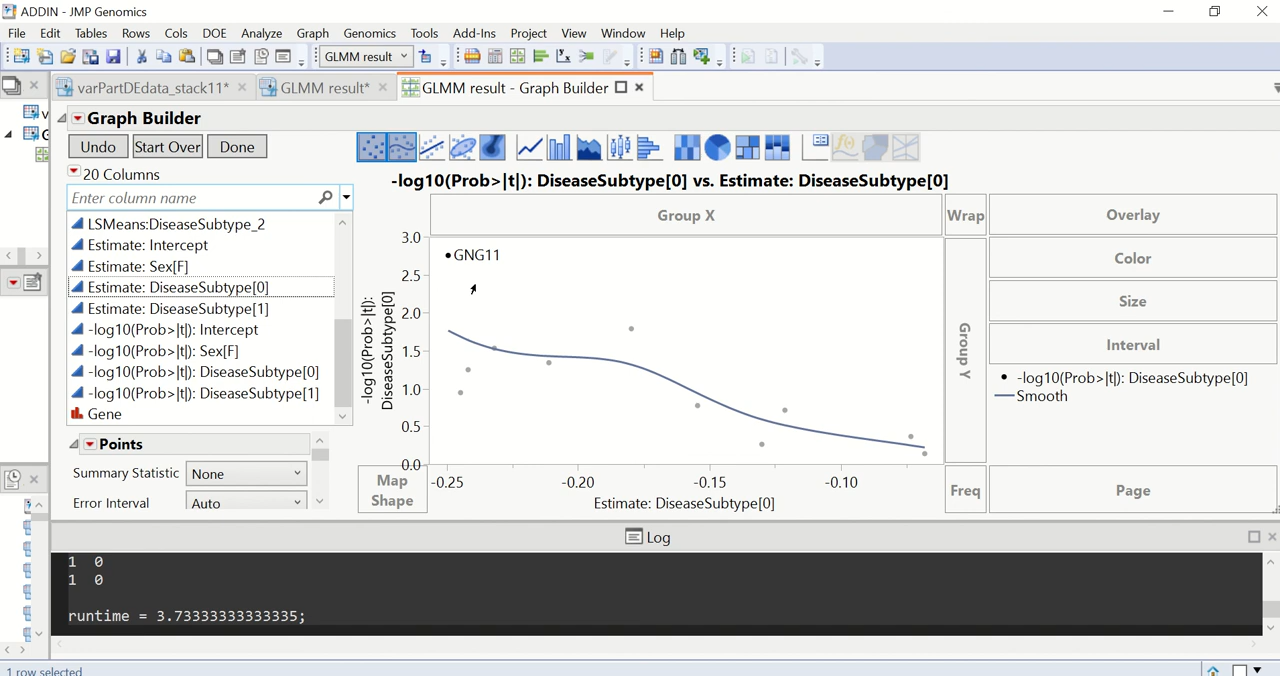 ADDIN - JMP Genomics
File Edit Tables Rows Cols DOE Analyze Graph Genomics Tools Add-Ins Project View Window Help
GLMM result
varPartDEdata_stack11* GLMM result* GLMM result - Graph Builder
Graph Builder
Undo Start Over Done
20 Columns
Enter column name
LSMeans:DiseaseSubtype_2
Estimate: Intercept
Estimate: Sex[F]
Estimate: DiseaseSubtype[0]
Estimate: DiseaseSubtype[1]
-log10(Prob>|t|): Intercept
-log10(Prob>|t|): Sex[F]
-log10(Prob>|t|): DiseaseSubtype[0]
-log10(Prob>|t|): DiseaseSubtype[1]
Gene
Points
Summary Statistic None
Error Interval Auto
-log10(Prob>|t|): DiseaseSubtype[0] vs. Estimate: DiseaseSubtype[0]
Group X
Wrap
Overlay
Color
Size
Interval
-log10(Prob>|t|): DiseaseSubtype[0]
Smooth
Group Y
3.0
2.5
2.0
1.5
1.0
0.5
0.0
-log10(Prob>|t|):
DiseaseSubtype[0]
GNG11
-0.25 -0.20 -0.15 -0.10
Estimate: DiseaseSubtype[0]
Map
Shape
Freq
Page
Log
1 0
1 0
runtime = 3.73333333333335;
1 row selected